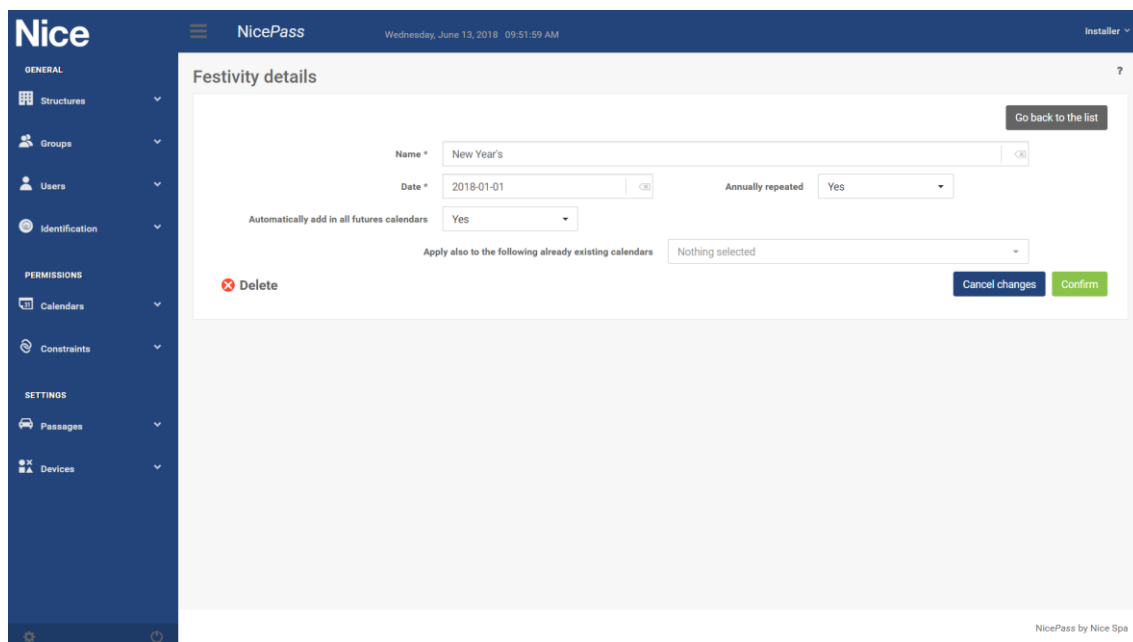 Nice
NicePass
Wednesday, June 13, 2018 09:51:59 AM
Installer
GENERAL
Structures
Groups
Users
Identification
PERMISSIONS
Calendars
Constraints
SETTINGS
Passages
Devices
Festivity details
?
Go back to the list
Name * New Year's
Date * 2018-01-01 Annually repeated Yes
Automatically add in all futures calendars Yes
Apply also to the following already existing calendars Nothing selected
Delete Cancel changes Confirm
NicePass by Nice Spa